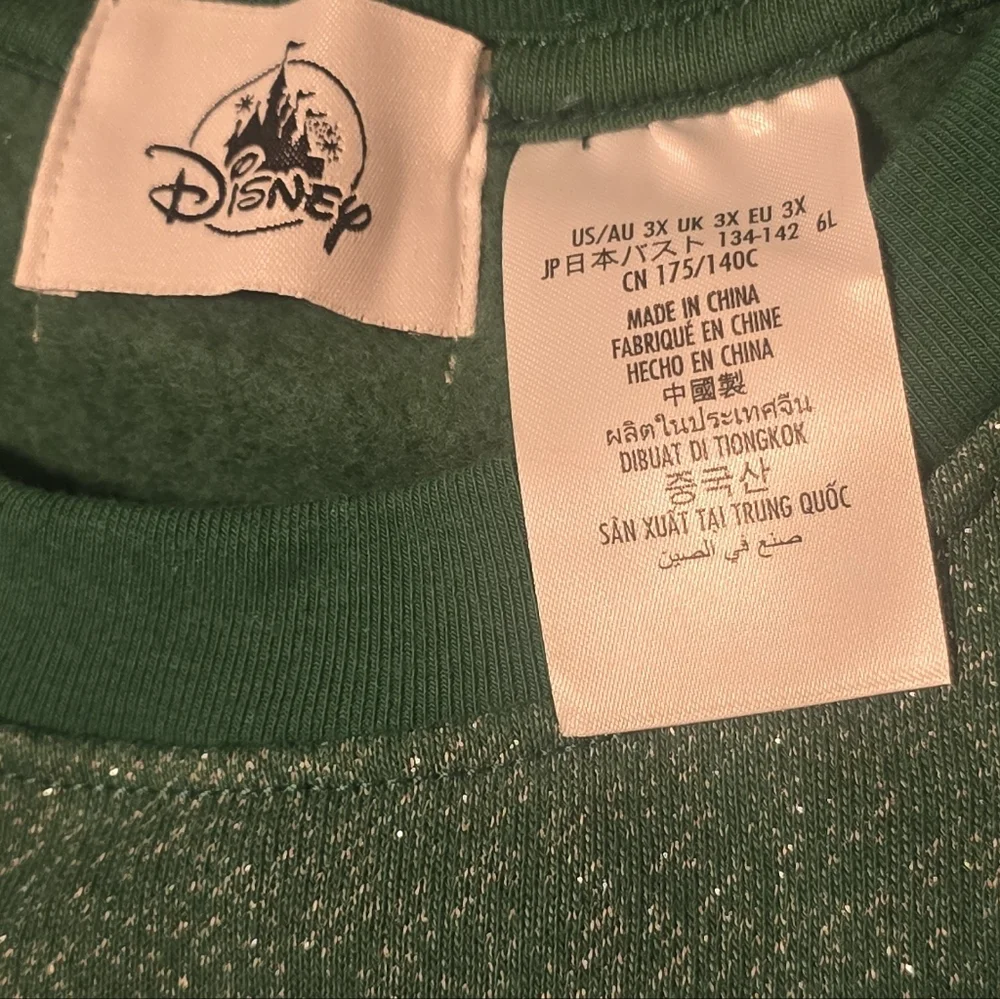 DISNEY
US/AU 3X UK 3X EU 3X
JP日本バスト 134-142 6L
CN 175/140C
MADE IN CHINA
FABRIQUÉ EN CHINE
HECHO EN CHINA
中國製
ผลิตในประเทศจีน
DIBUAT DI TIONGKOK
중국산
SẢN XUẤT TẠI TRUNG QUỐC
صنع في الصين